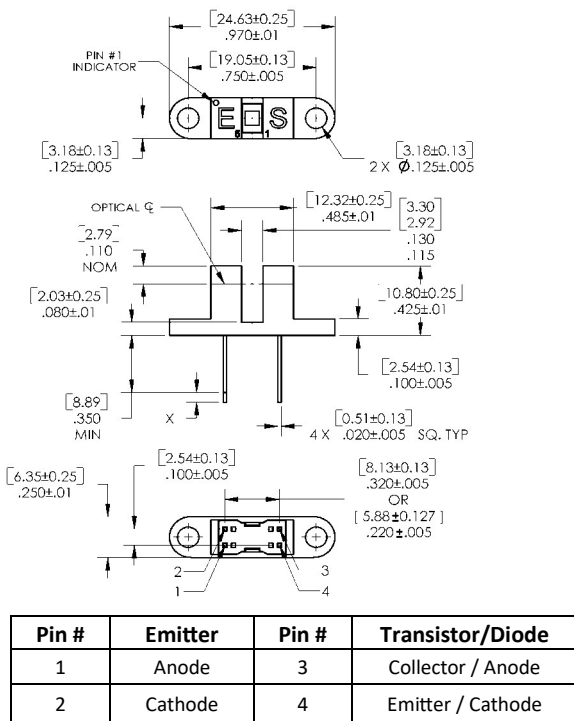 [24.63±0.25]
.970±.01
PIN #1
INDICATOR
[19.05±0.13]
.750±.005
E S
6 1
[3.18±0.13]
.125±.005
[3.18±0.13]
2 X Ø.125±.005
OPTICAL ℄
[12.32±0.25]
.485±.01
[3.30
2.92]
.130
.115
[2.79]
.110
NOM
[2.03±0.25]
.080±.01
[10.80±0.25]
.425±.01
[2.54±0.13]
.100±.005
[8.89]
.350
MIN
X
[0.51±0.13]
4 X .020±.005 SQ. TYP
[2.54±0.13]
.100±.005
[6.35±0.25]
.250±.01
[8.13±0.13]
.320±.005
OR
[5.88±0.127]
.220±.005
2 3
1 4
Pin # Emitter Pin # Transistor/Diode
1 Anode 3 Collector / Anode
2 Cathode 4 Emitter / Cathode